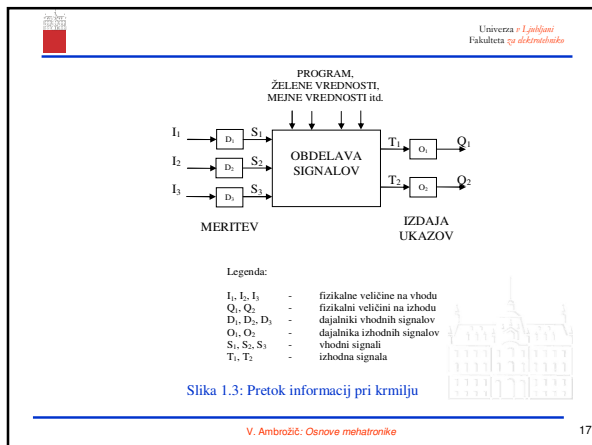 Univerza v Ljubljani
Fakulteta za elektrotehniko
PROGRAM,
ŽELENE VREDNOSTI,
MEJNE VREDNOSTI itd.
I₁ D₁ S₁
I₂ D₂ S₂
I₃ D₃ S₃
OBDELAVA
SIGNALOV
T₁ O₁ Q₁
T₂ O₂ Q₂
MERITEV
IZDAJA
UKAZOV
Legenda:
I₁, I₂, I₃ - fizikalne veličine na vhodu
Q₁, Q₂ - fizikalni veličini na izhodu
D₁, D₂, D₃ - dajalniki vhodnih signalov
O₁, O₂ - dajalnika izhodnih signalov
S₁, S₂, S₃ - vhodni signali
T₁, T₂ - izhodna signala
Slika 1.3: Pretok informacij pri krmilju
V. Ambrožič: Osnove mehatronike 17